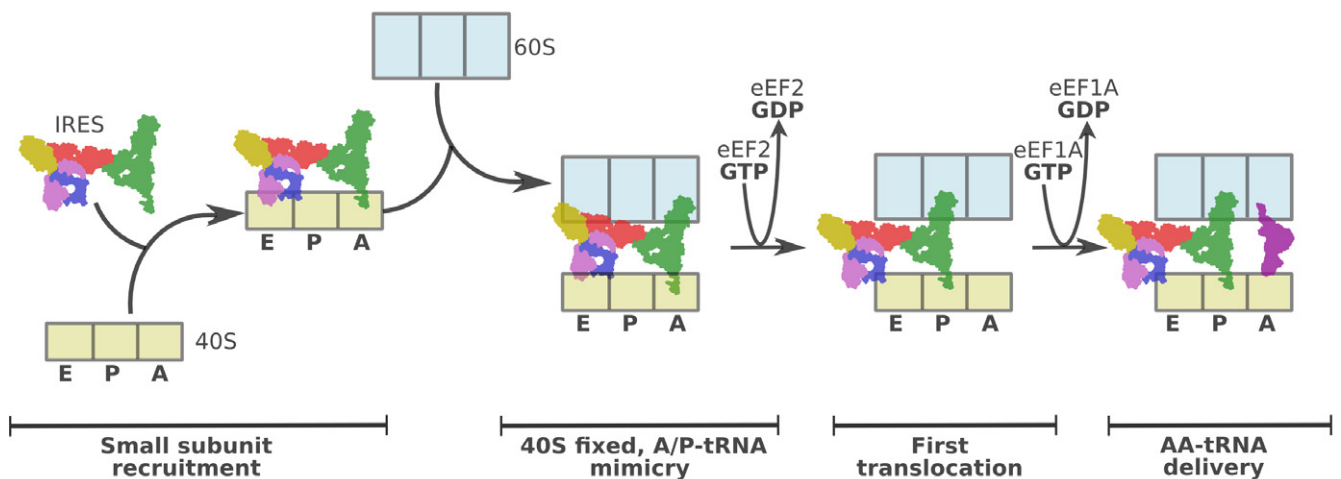 60S
IRES
E P A
40S
E P A
E P A
eEF2
GDP
eEF2
GTP
E P A
eEF1A
GDP
eEF1A
GTP
E P A
Small subunit
recruitment
40S fixed, A/P-tRNA
mimicry
First
translocation
AA-tRNA
delivery